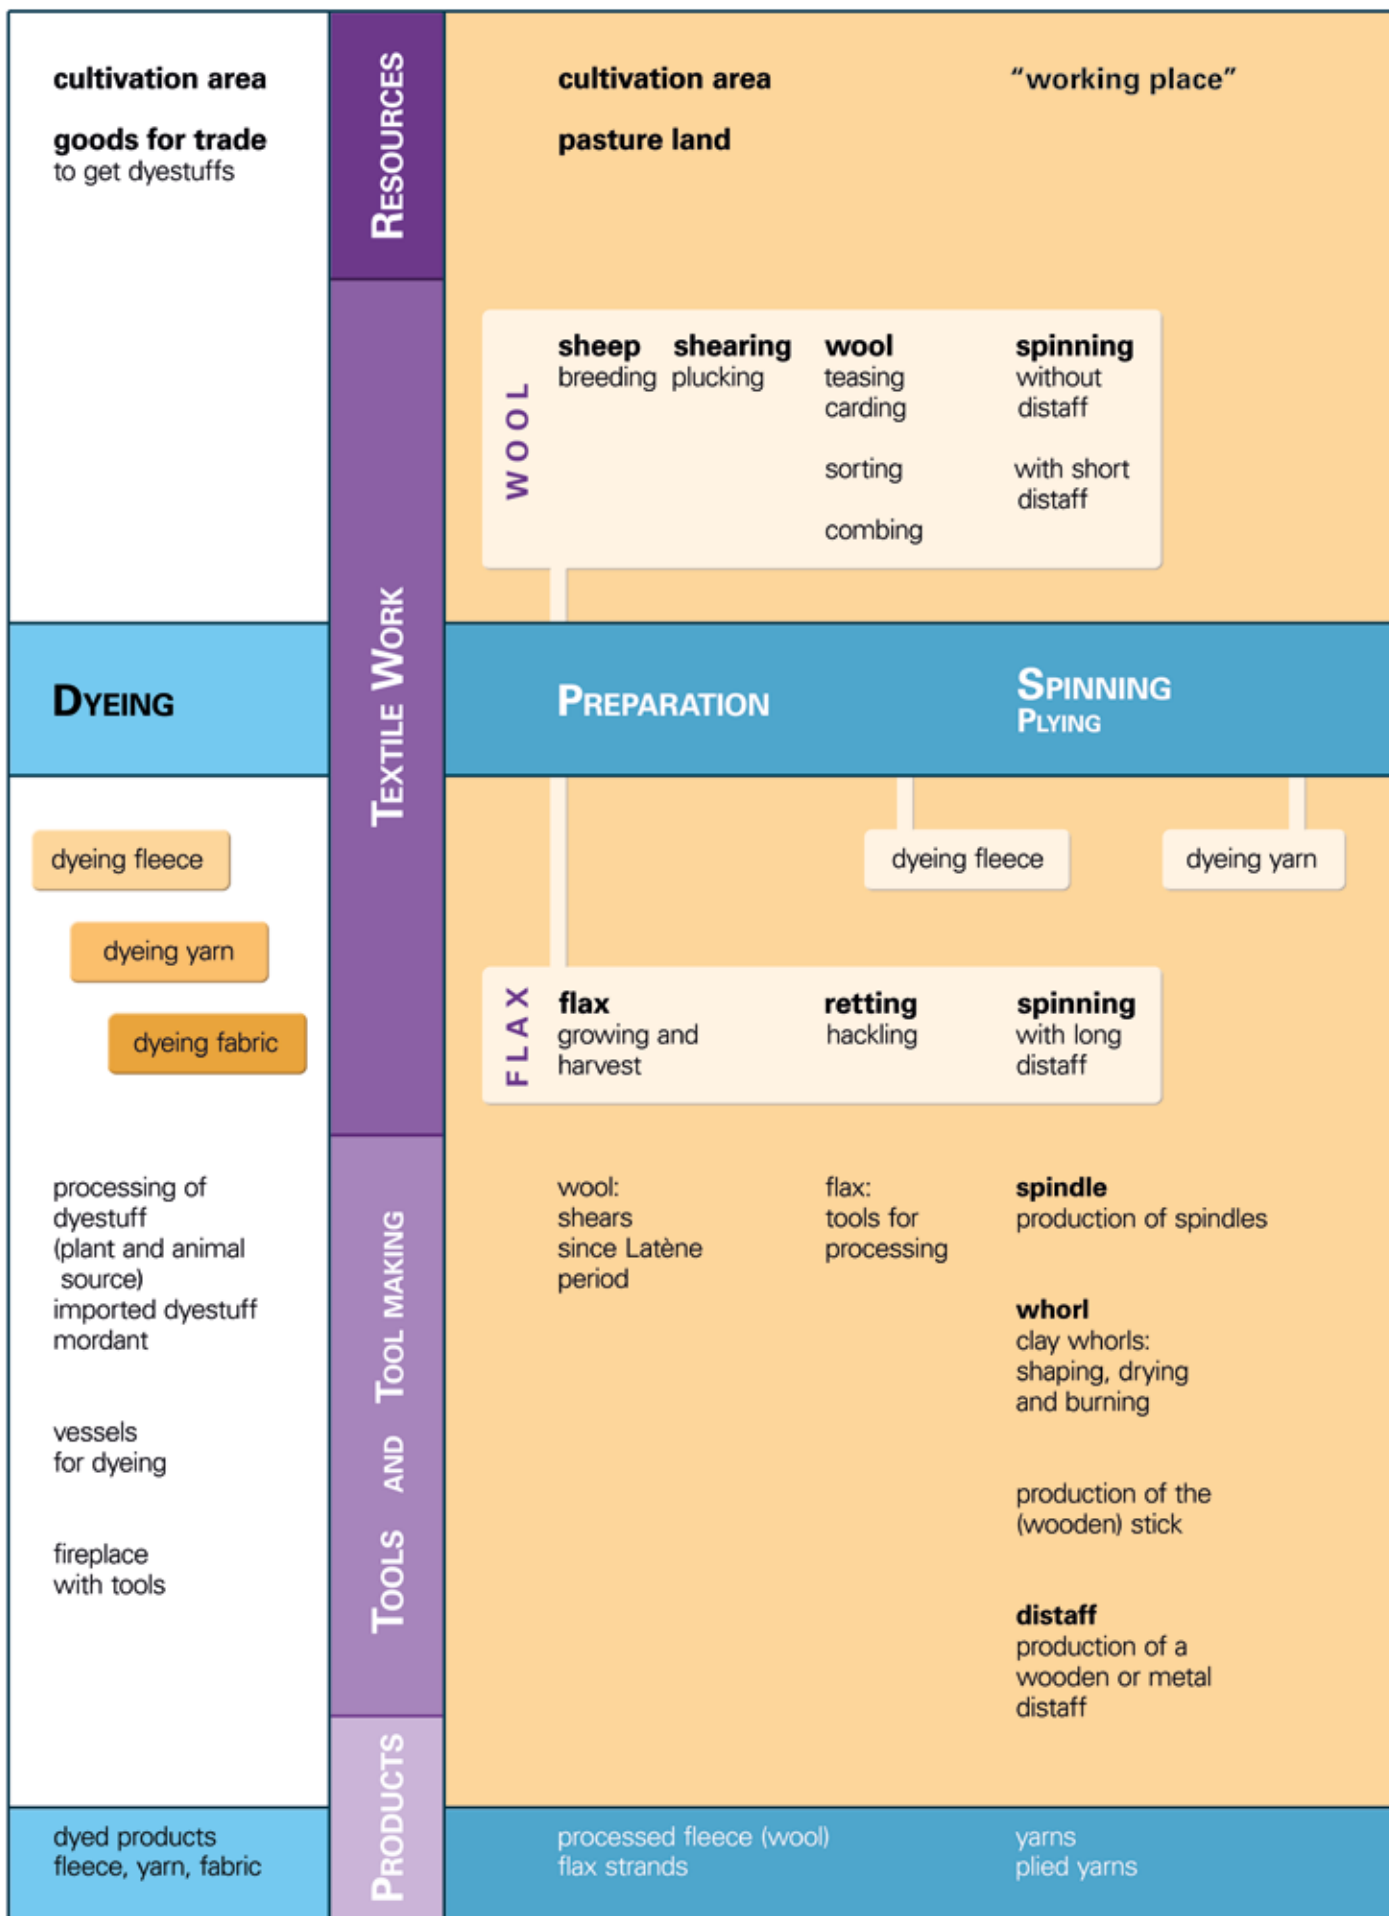 cultivation area
goods for trade
to get dyestuffs
DYEING
dyeing fleece
dyeing yarn
dyeing fabric
processing of
dyestuff
(plant and animal
source)
imported dyestuff
mordant
vessels
for dyeing
fireplace
with tools
dyed products
fleece, yarn, fabric
RESOURCES
TEXTILE WORK
TOOLS AND TOOL MAKING
PRODUCTS
cultivation area
pasture land
"working place"
WOOL
sheep
breeding
shearing
plucking
wool
teasing
carding
sorting
combing
spinning
without
distaff
with short
distaff
PREPARATION
SPINNING
PLYING
dyeing fleece
dyeing yarn
FLAX
flax
growing and
harvest
retting
hackling
spinning
with long
distaff
wool:
shears
since Latène
period
flax:
tools for
processing
spindle
production of spindles
whorl
clay whorls:
shaping, drying
and burning
production of the
(wooden) stick
distaff
production of a
wooden or metal
distaff
processed fleece (wool)
flax strands
yarns
plied yarns